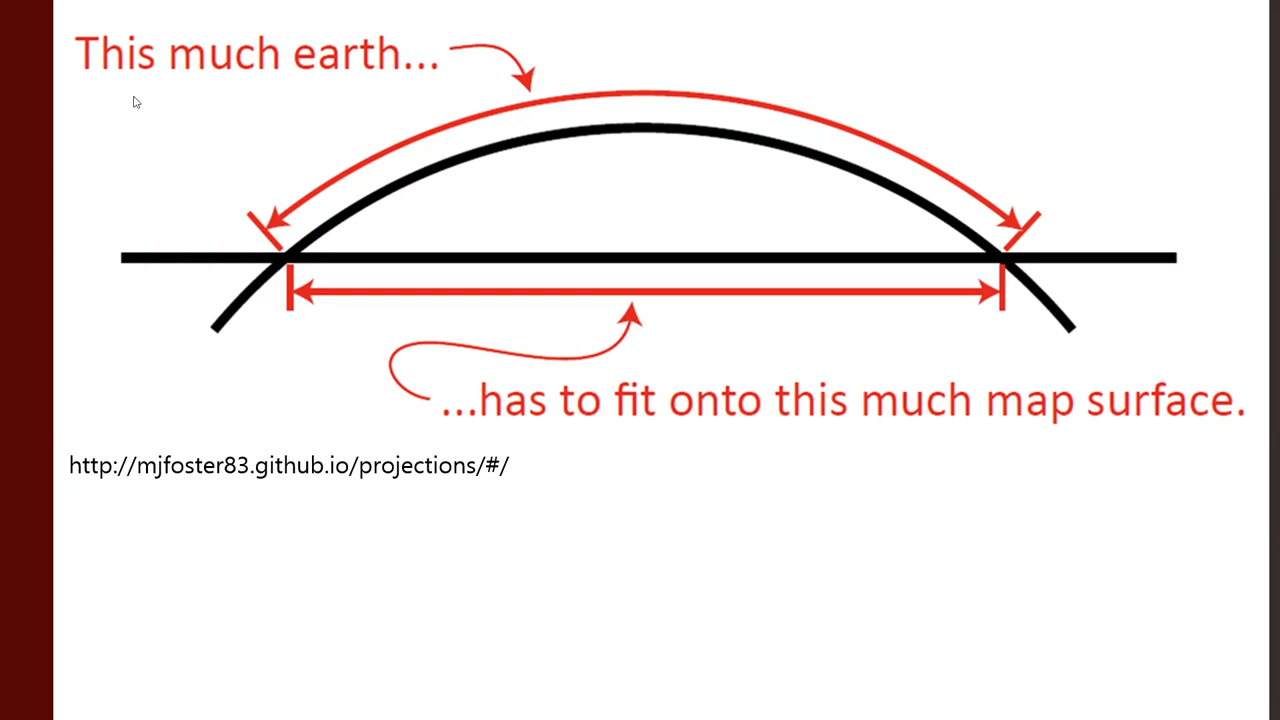 This much earth...
...has to fit onto this much map surface.
http://mjfoster83.github.io/projections/#/